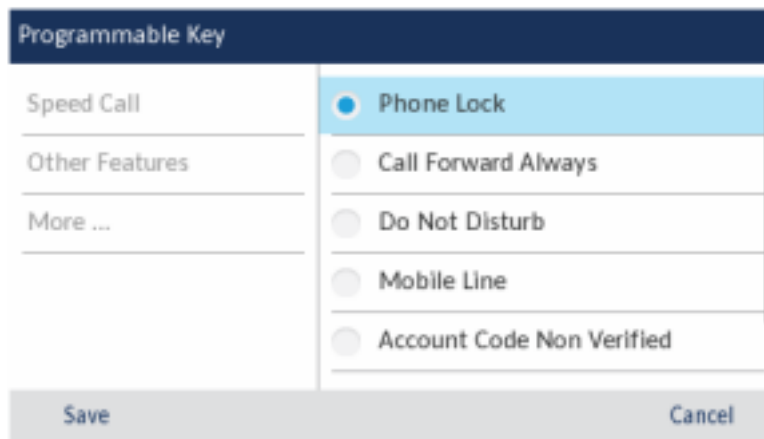 Programmable Key
Speed Call
Other Features
More ...
Phone Lock
Call Forward Always
Do Not Disturb
Mobile Line
Account Code Non Verified
Save
Cancel